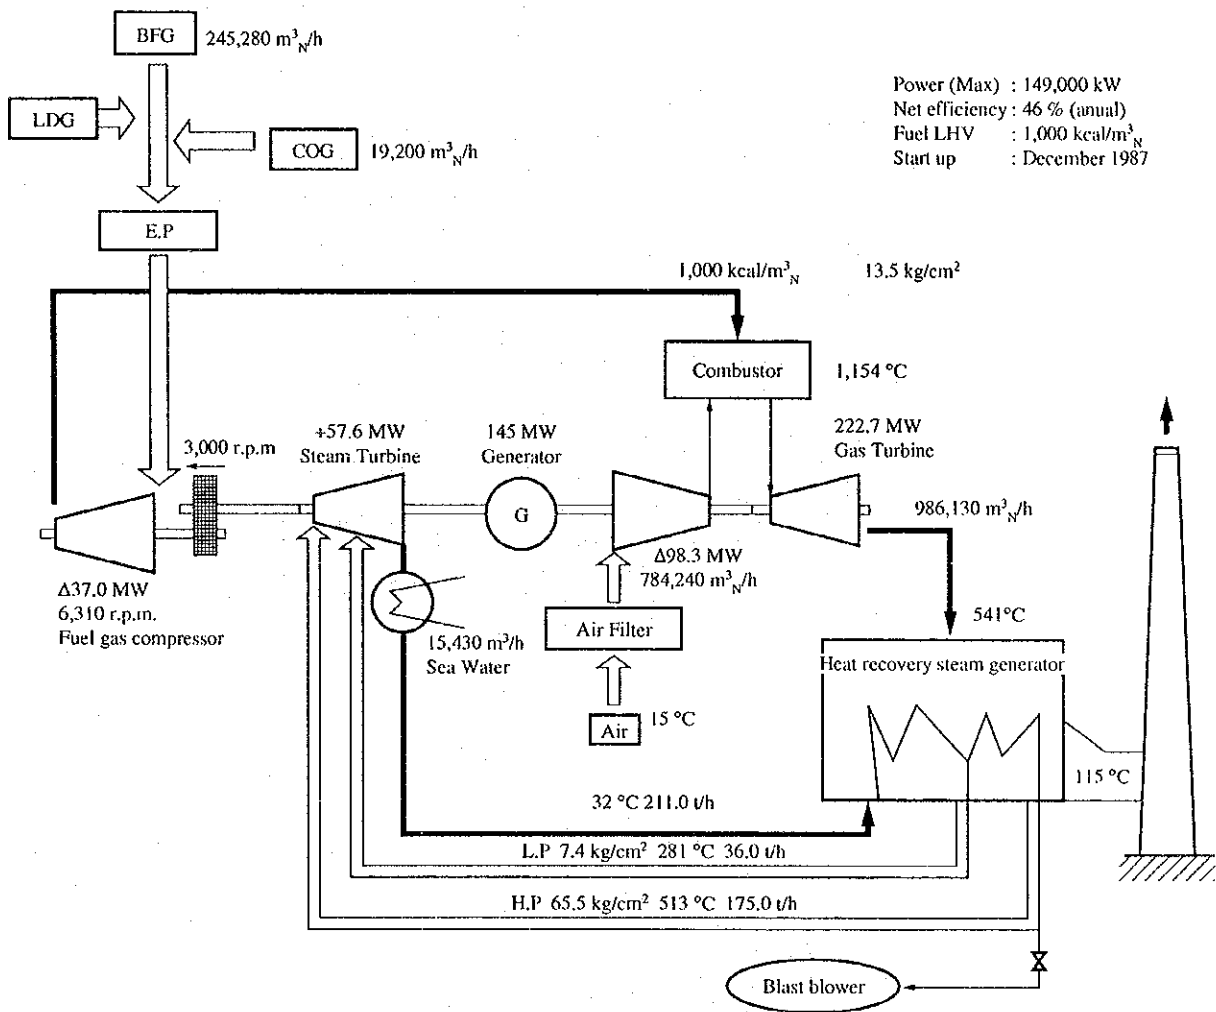 BFG
245,280 m³N/h
LDG
COG
19,200 m³N/h
E.P
Power (Max) : 149,000 kW
Net efficiency : 46 % (anual)
Fuel LHV : 1,000 kcal/m³N
Start up : December 1987
1,000 kcal/m³N
13.5 kg/cm²
Combustor
1,154 °C
3,000 r.p.m
+57.6 MW
Steam Turbine
145 MW
Generator
222.7 MW
Gas Turbine
G
986,130 m³N/h
Δ37.0 MW
6,310 r.p.m.
Fuel gas compressor
Δ98.3 MW
784,240 m³N/h
15,430 m³/h
Sea Water
Air Filter
Air
15 °C
541°C
Heat recovery steam generator
115 °C
32 °C 211.0 t/h
L.P 7.4 kg/cm² 281 °C 36.0 t/h
H.P 65.5 kg/cm² 513 °C 175.0 t/h
Blast blower